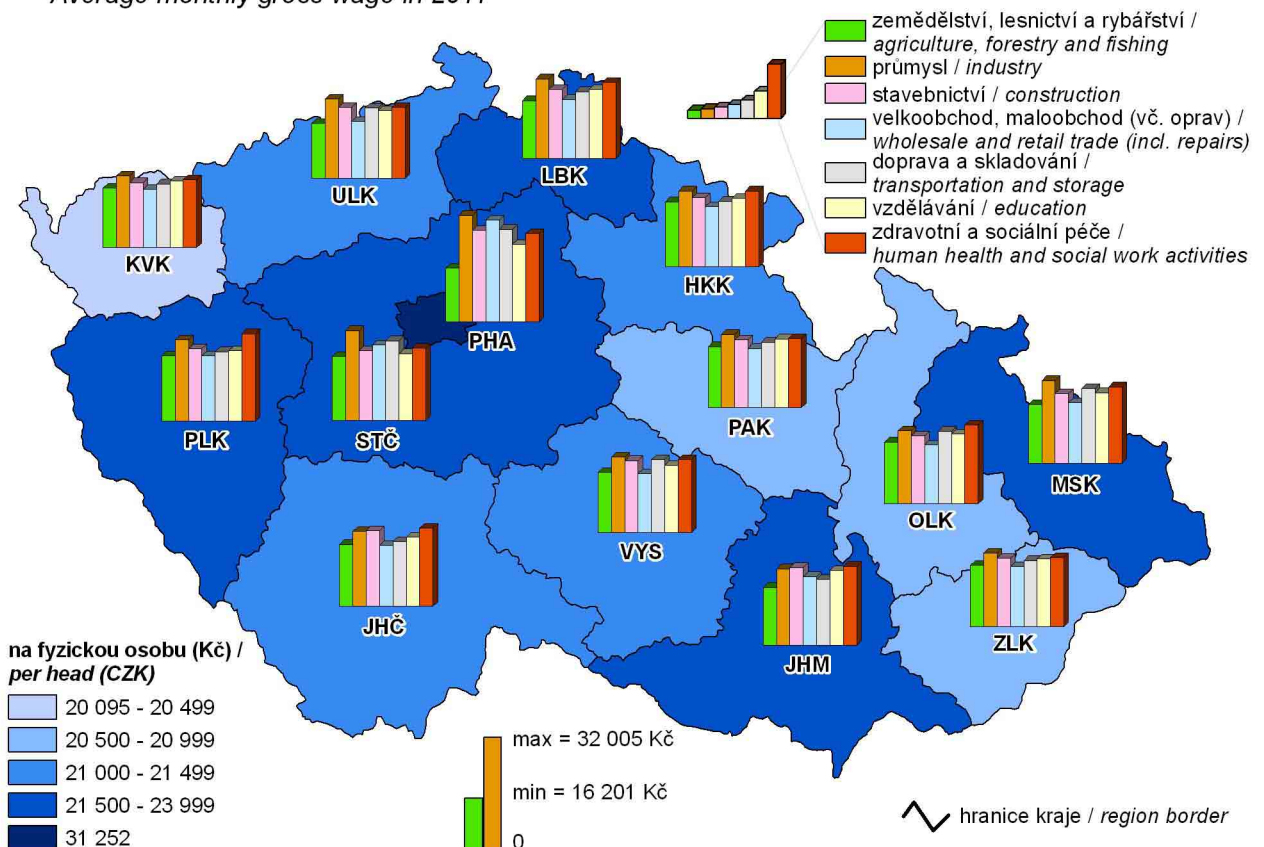 Average monthly gross wage in 2011
zemědělství, lesnictví a rybářství /
agriculture, forestry and fishing
průmysl / industry
stavebnictví / construction
velkoobchod, maloobchod (vč. oprav) /
wholesale and retail trade (incl. repairs)
doprava a skladování /
transportation and storage
vzdělávání / education
zdravotní a sociální péče /
human health and social work activities
LBK
ULK
KVK
HKK
PHA
PLK
STČ
PAK
MSK
OLK
VYS
JHČ
ZLK
JHM
na fyzickou osobu (Kč) /
per head (CZK)
20 095 - 20 499
20 500 - 20 999
21 000 - 21 499
21 500 - 23 999
31 252
max = 32 005 Kč
min = 16 201 Kč
0
hranice kraje / region border